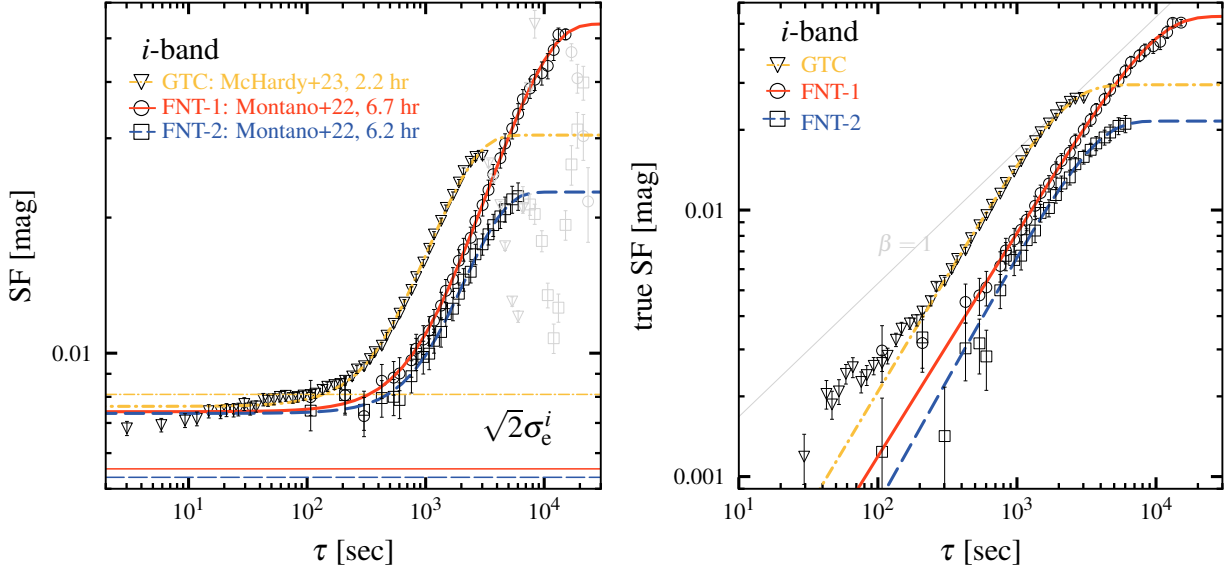 i-band
GTC: McHardy+23, 2.2 hr
FNT-1: Montano+22, 6.7 hr
FNT-2: Montano+22, 6.2 hr
SF [mag]
0.01
√2σ_e^i
10^1
10^2
10^3
10^4
τ [sec]
i-band
GTC
FNT-1
FNT-2
β = 1
true SF [mag]
0.01
0.001
10^1
10^2
10^3
10^4
τ [sec]